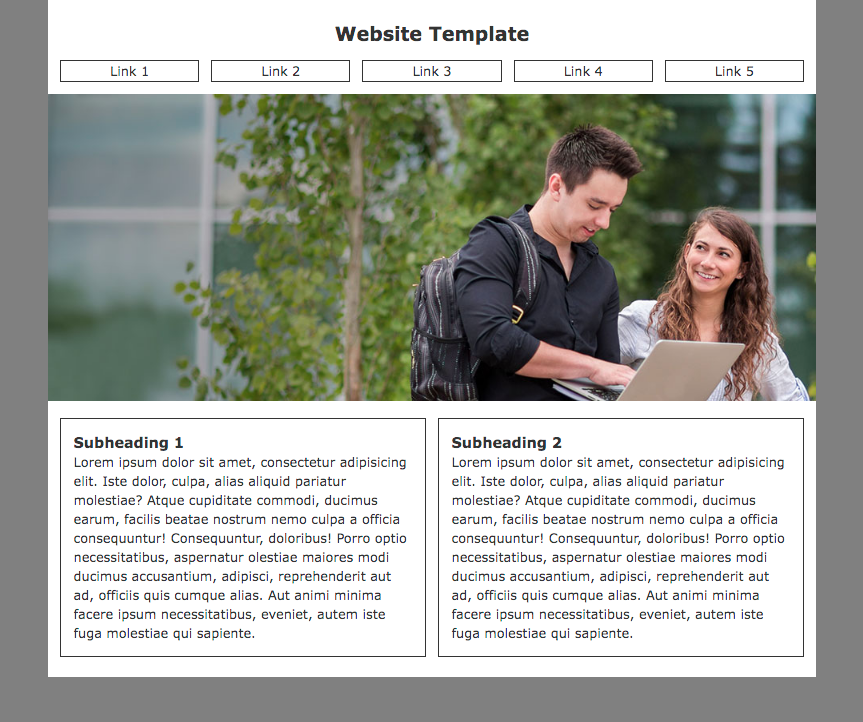 Website Template
Link 1
Link 2
Link 3
Link 4
Link 5
Subheading 1
Lorem ipsum dolor sit amet, consectetur adipisicing
elit. Iste dolor, culpa, alias aliquid pariatur
molestiae? Atque cupiditate commodi, ducimus
earum, facilis beatae nostrum nemo culpa a officia
consequuntur! Consequuntur, doloribus! Porro optio
necessitatibus, aspernatur olestiae maiores modi
ducimus accusantium, adipisci, reprehenderit aut
ad, officiis quis cumque alias. Aut animi minima
facere ipsum necessitatibus, eveniet, autem iste
fuga molestiae qui sapiente.
Subheading 2
Lorem ipsum dolor sit amet, consectetur adipisicing
elit. Iste dolor, culpa, alias aliquid pariatur
molestiae? Atque cupiditate commodi, ducimus
earum, facilis beatae nostrum nemo culpa a officia
consequuntur! Consequuntur, doloribus! Porro optio
necessitatibus, aspernatur olestiae maiores modi
ducimus accusantium, adipisci, reprehenderit aut
ad, officiis quis cumque alias. Aut animi minima
facere ipsum necessitatibus, eveniet, autem iste
fuga molestiae qui sapiente.